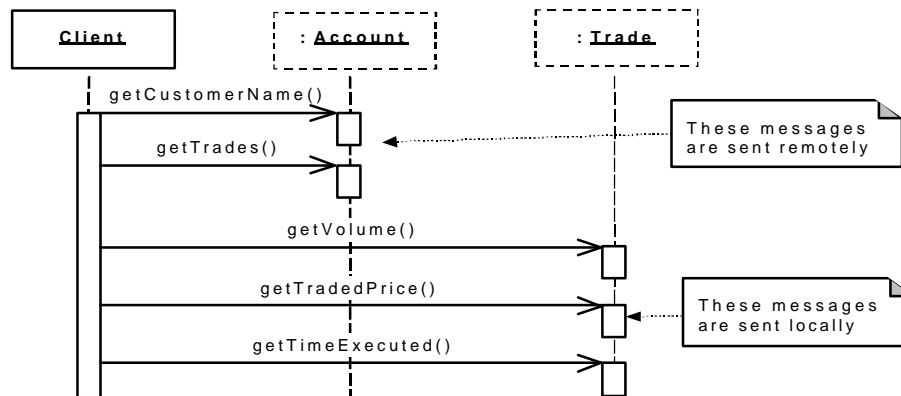 Client
: Account
: Trade
getCustomerName()
These messages
are sent remotely
getTrades()
getVolume()
getTradedPrice()
These messages
are sent locally
getTimeExecuted()